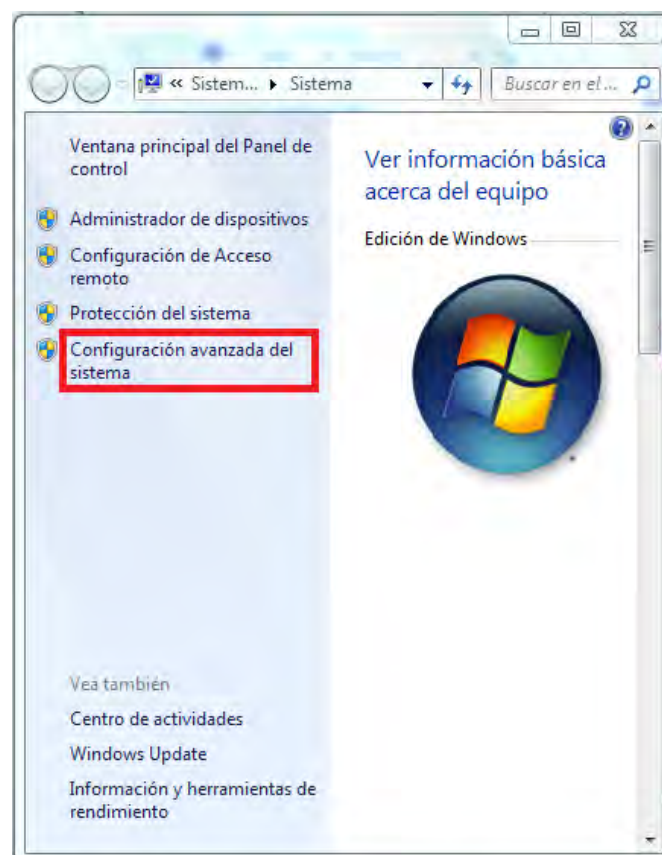 « Sistem... ▸ Sistema
Buscar en el ...
Ventana principal del Panel de
control
Administrador de dispositivos
Configuración de Acceso
remoto
Protección del sistema
Configuración avanzada del
sistema
Vea también
Centro de actividades
Windows Update
Información y herramientas de
rendimiento
Ver información básica
acerca del equipo
Edición de Windows